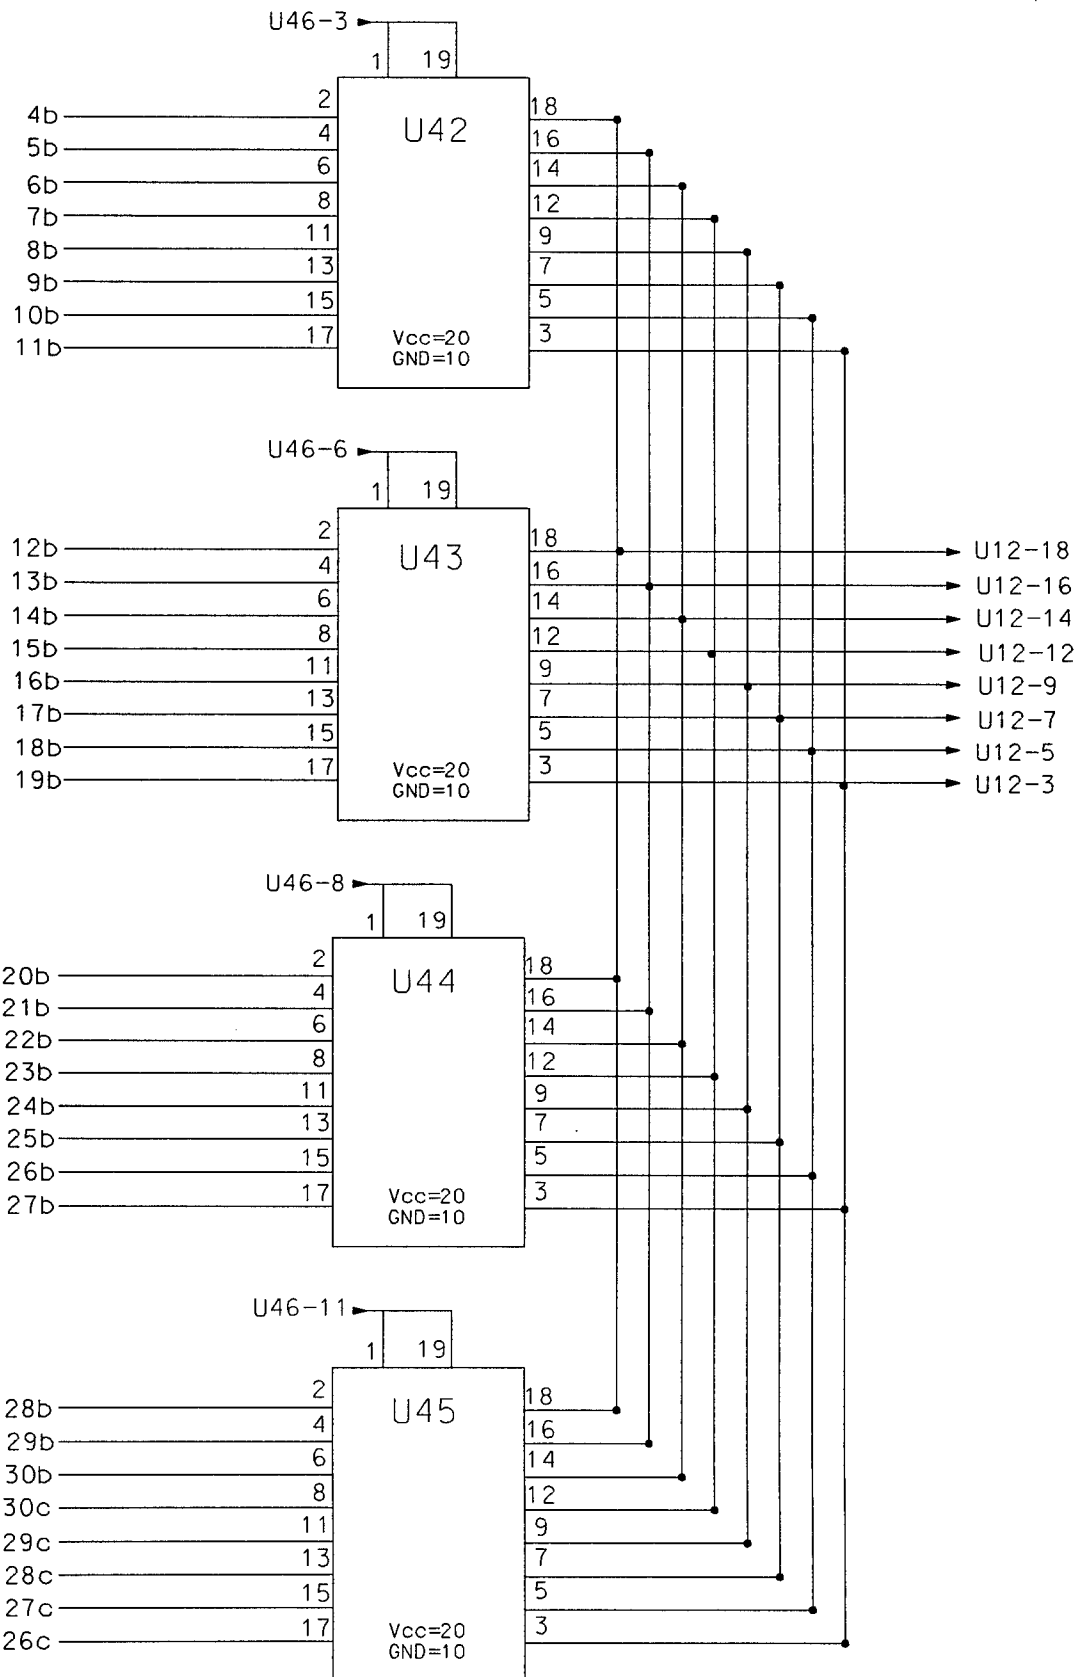 U46-3
1 19
U42
4b 2 18
5b 4 16
6b 6 14
7b 8 12
8b 11 9
9b 13 7
10b 15 5
11b 17 3
Vcc=20
GND=10
U46-6
1 19
U43
12b 2 18 U12-18
13b 4 16 U12-16
14b 6 14 U12-14
15b 8 12 U12-12
16b 11 9 U12-9
17b 13 7 U12-7
18b 15 5 U12-5
19b 17 3 U12-3
Vcc=20
GND=10
U46-8
1 19
U44
20b 2 18
21b 4 16
22b 6 14
23b 8 12
24b 11 9
25b 13 7
26b 15 5
27b 17 3
Vcc=20
GND=10
U46-11
1 19
U45
28b 2 18
29b 4 16
30b 6 14
30c 8 12
29c 11 9
28c 13 7
27c 15 5
26c 17 3
Vcc=20
GND=10